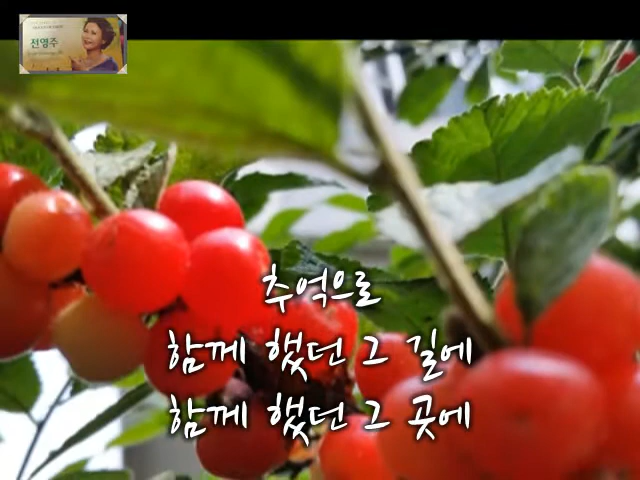 전영주
추억으로
함께 했던 그 길에
함께 했던 그 곳에